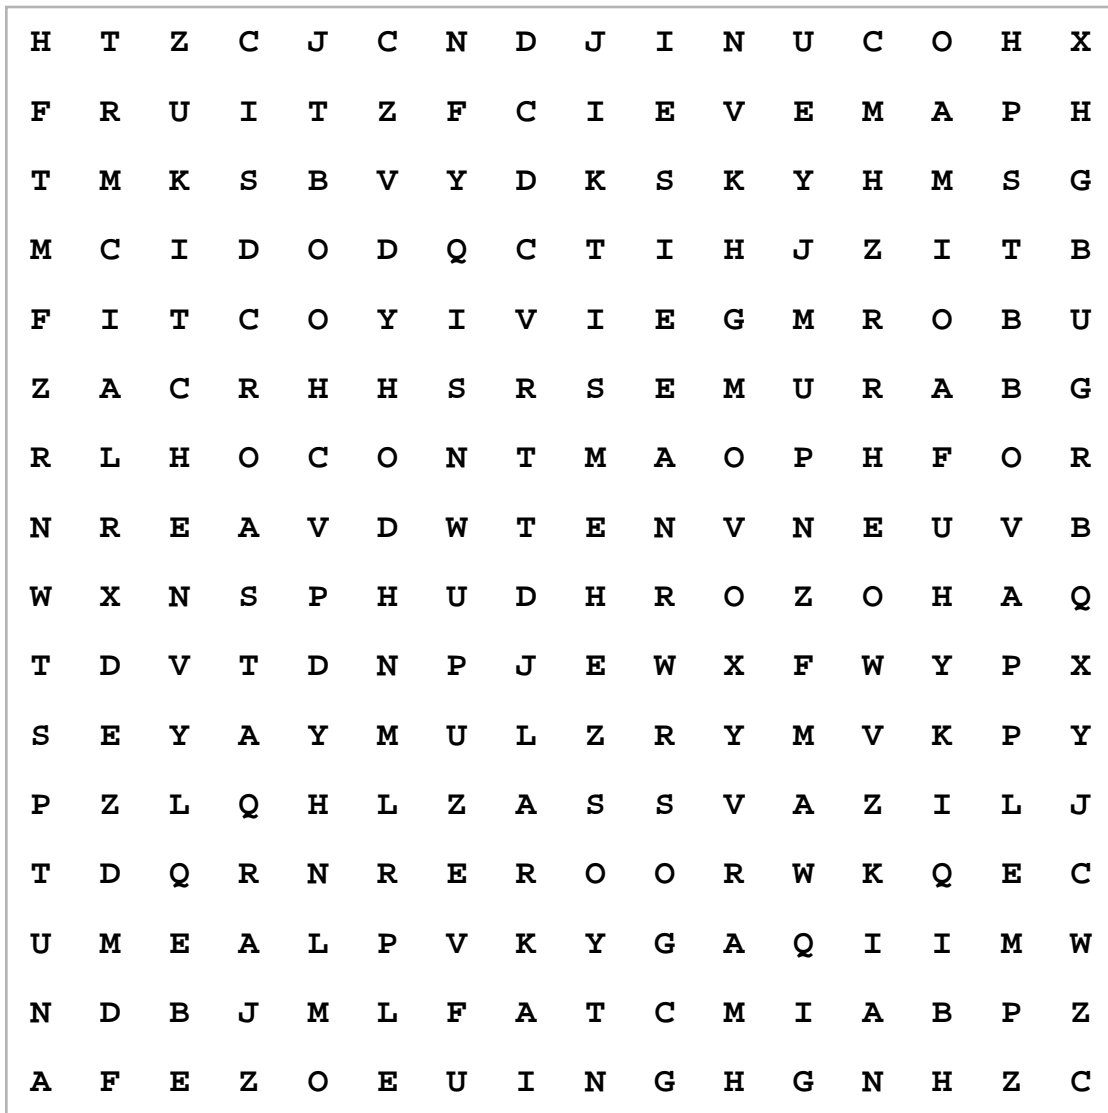 H T Z C J C N D J I N U C O H X
F R U I T Z F C I E V E M A P H
T M K S B V Y D K S K Y H M S G
M C I D O D Q C T I H J Z I T B
F I T C O Y I V I E G M R O B U
Z A C R H H S R S E M U R A B G
R L H O C O N T M A O P H F O R
N R E A V D W T E N V N E U V B
W X N S P H U D H R O Z O H A Q
T D V T D N P J E W X F W Y P X
S E Y A Y M U L Z R Y M V K P Y
P Z L Q H L Z A S S V A Z I L J
T D Q R N R E R O O R W K Q E C
U M E A L P V K Y G A Q I I M W
N D B J M L F A T C M I A B P Z
A F E Z O E U I N G H G N H Z C